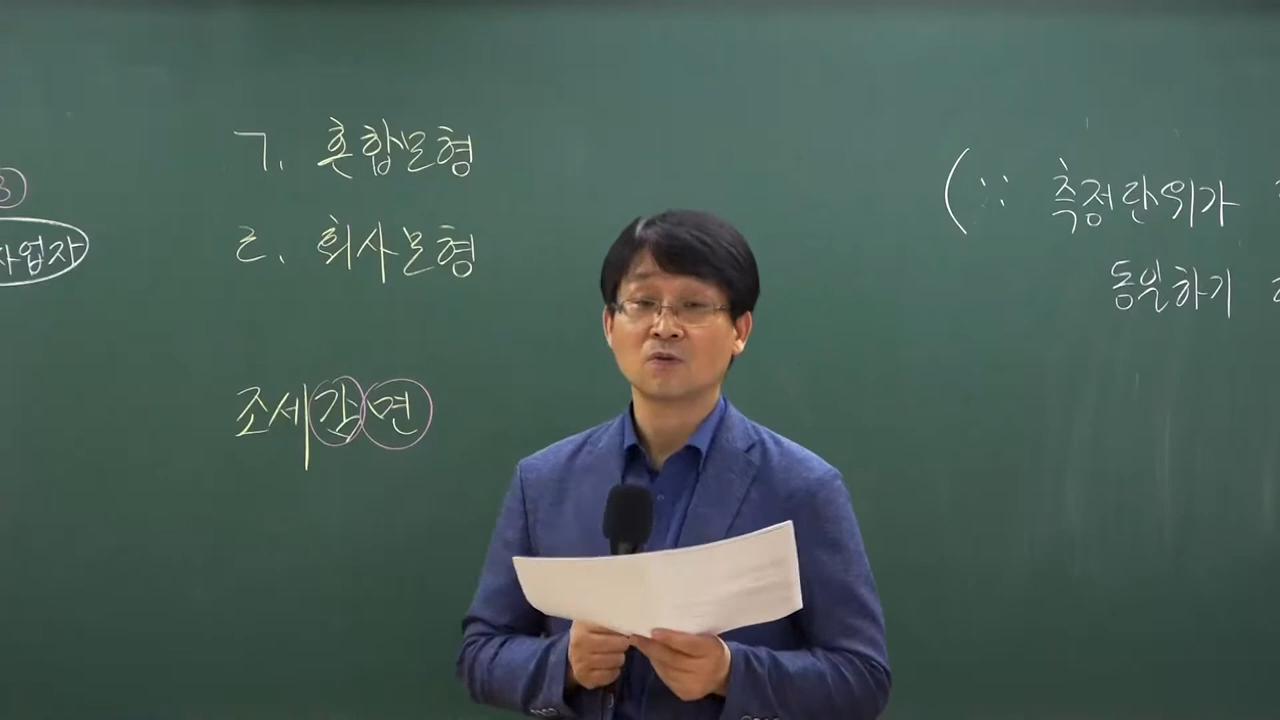 ③
사업자
ㄱ. 혼합모형
ㄹ. 회사모형
조세감면
(∵ 측정단위가
동일하기